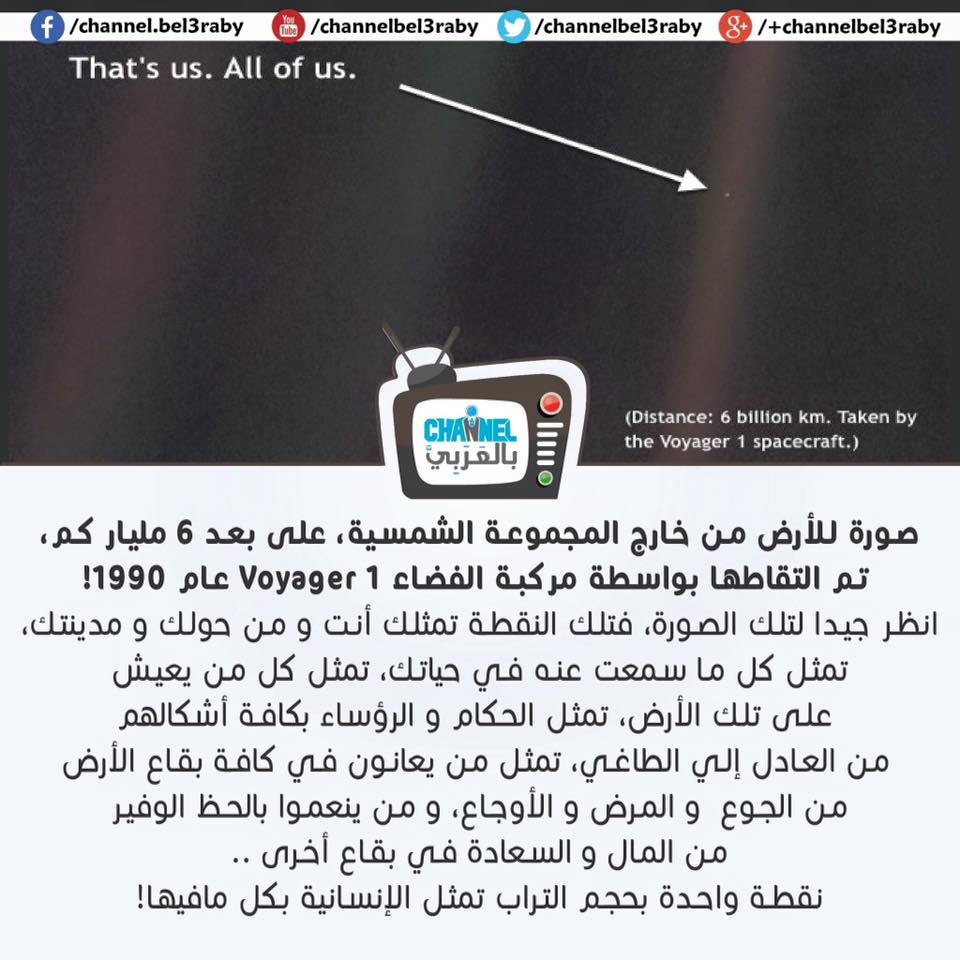 /channel.bel3raby /channelbel3raby /channelbel3raby /+channelbel3raby
That's us. All of us.
(Distance: 6 billion km. Taken by
the Voyager 1 spacecraft.)
CHANNEL
بالعَرَبِيّ
صورة للأرض من خارج المجموعة الشمسية، على بعد 6 مليار كم،
تم التقاطها بواسطة مركبة الفضاء Voyager 1 عام 1990!
انظر جيدا لتلك الصورة، فتلك النقطة تمثلك أنت و من حولك و مدينتك،
تمثل كل ما سمعت عنه في حياتك، تمثل كل من يعيش
على تلك الأرض، تمثل الحكام و الرؤساء بكافة أشكالهم
من العادل إلي الطاغي، تمثل من يعانون في كافة بقاع الأرض
من الجوع و المرض و الأوجاع، و من ينعموا بالحظ الوفير
من المال و السعادة في بقاع أخرى ..
نقطة واحدة بحجم التراب تمثل الإنسانية بكل مافيها!